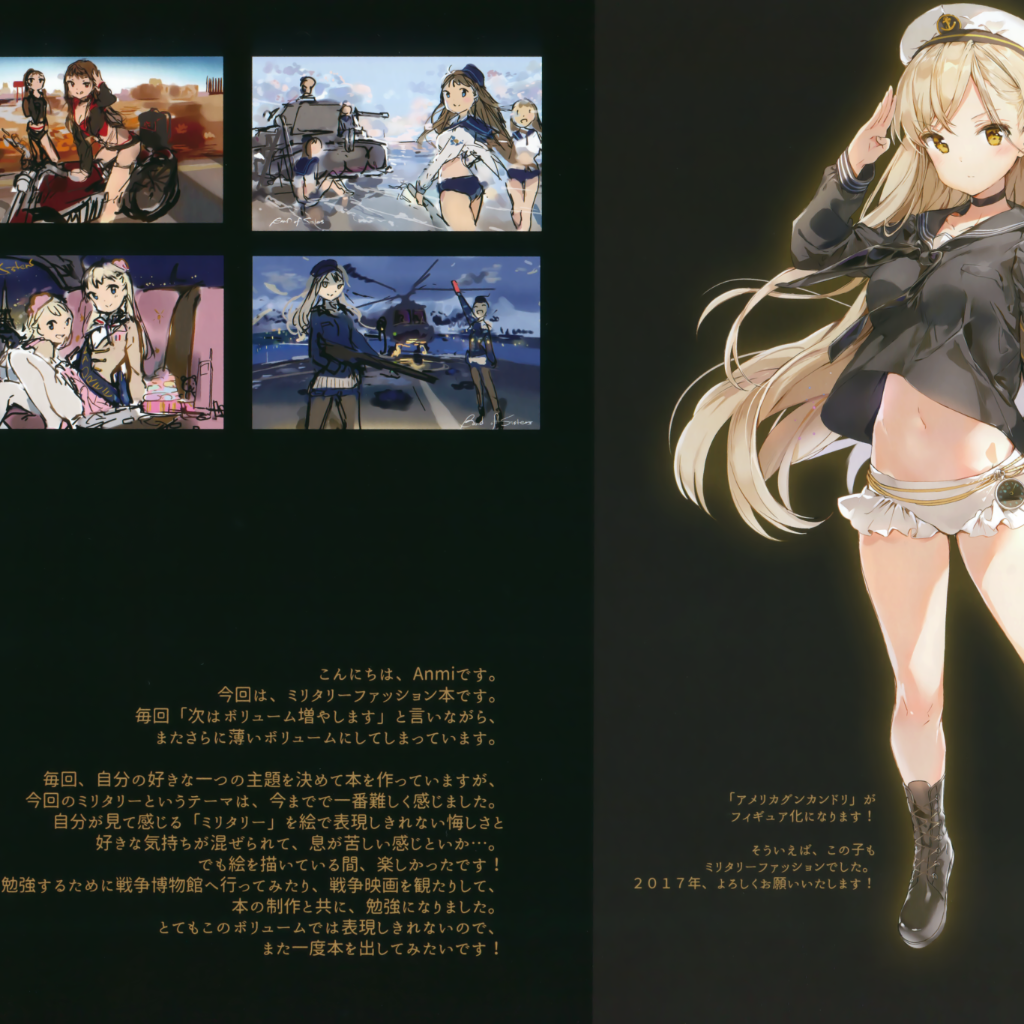 Band of Sisters
Band of Sisters
こんにちは、Anmiです。
今回は、ミリタリーファッション本です。
毎回「次はボリューム増やします」と言いながら、
またさらに薄いボリュームにしてしまっています。
毎回、自分の好きな一つの主題を決めて本を作っていますが、
今回のミリタリーというテーマは、今までで一番難しく感じました。
自分が見て感じる「ミリタリー」を絵で表現しきれない悔しさと
好きな気持ちが混ぜられて、息が苦しい感じといか…。
でも絵を描いている間、楽しかったです！
勉強するために戦争博物館へ行ってみたり、戦争映画を観たりして、
本の制作と共に、勉強になりました。
とてもこのボリュームでは表現しきれないので、
また一度本を出してみたいです！
「アメリカグンカンドリ」が
フィギュア化になります！
そういえば、この子も
ミリタリーファッションでした。
２０１７年、よろしくお願いいたします！